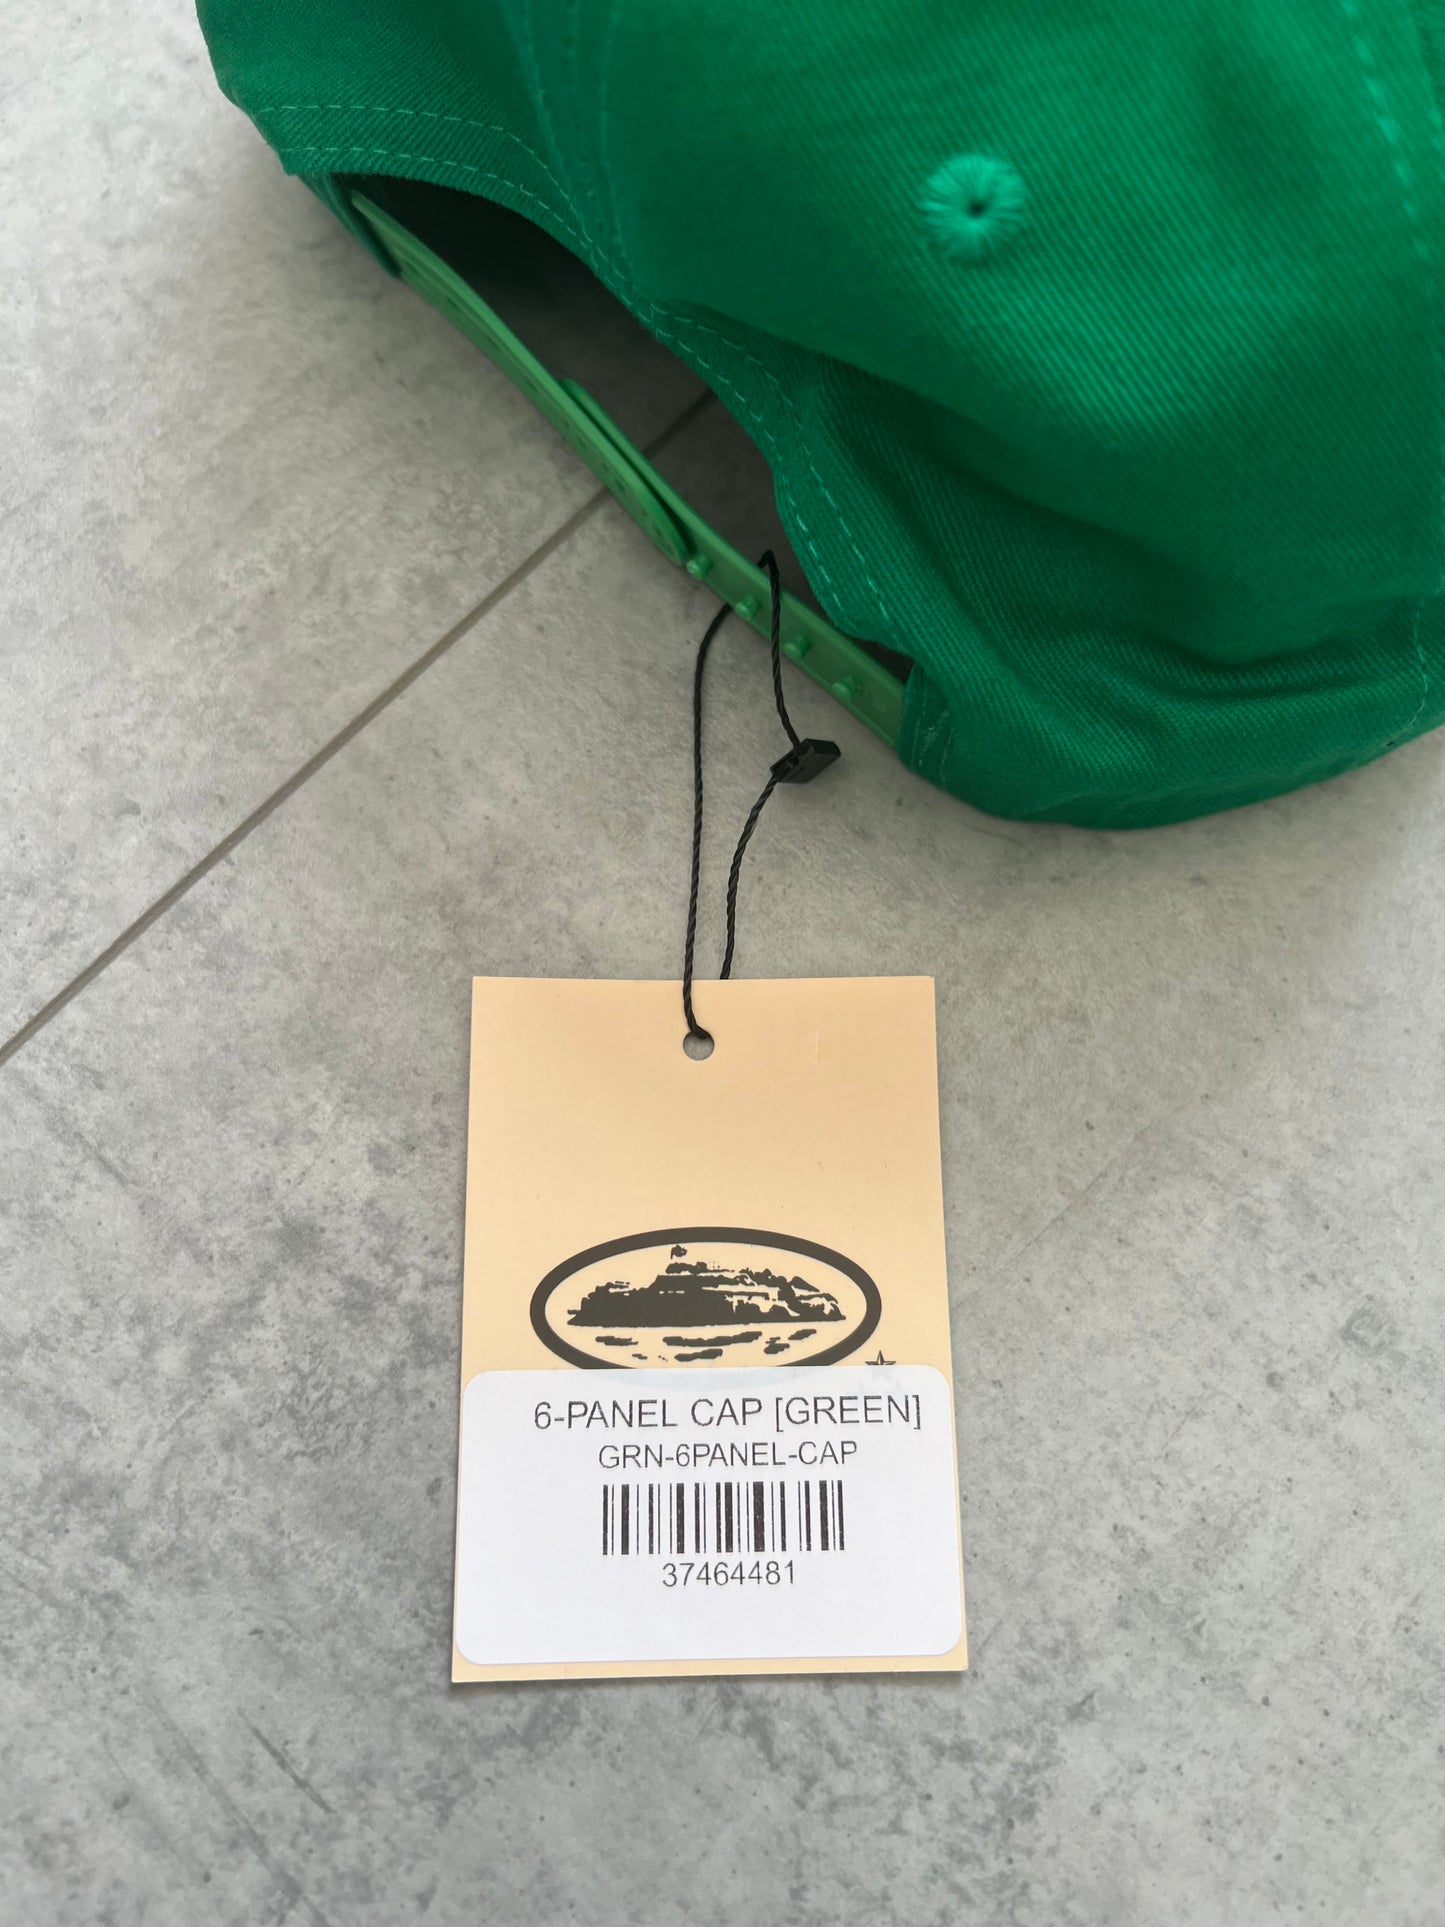 6-PANEL CAP [GREEN]
GRN-6PANEL-CAP
37464481